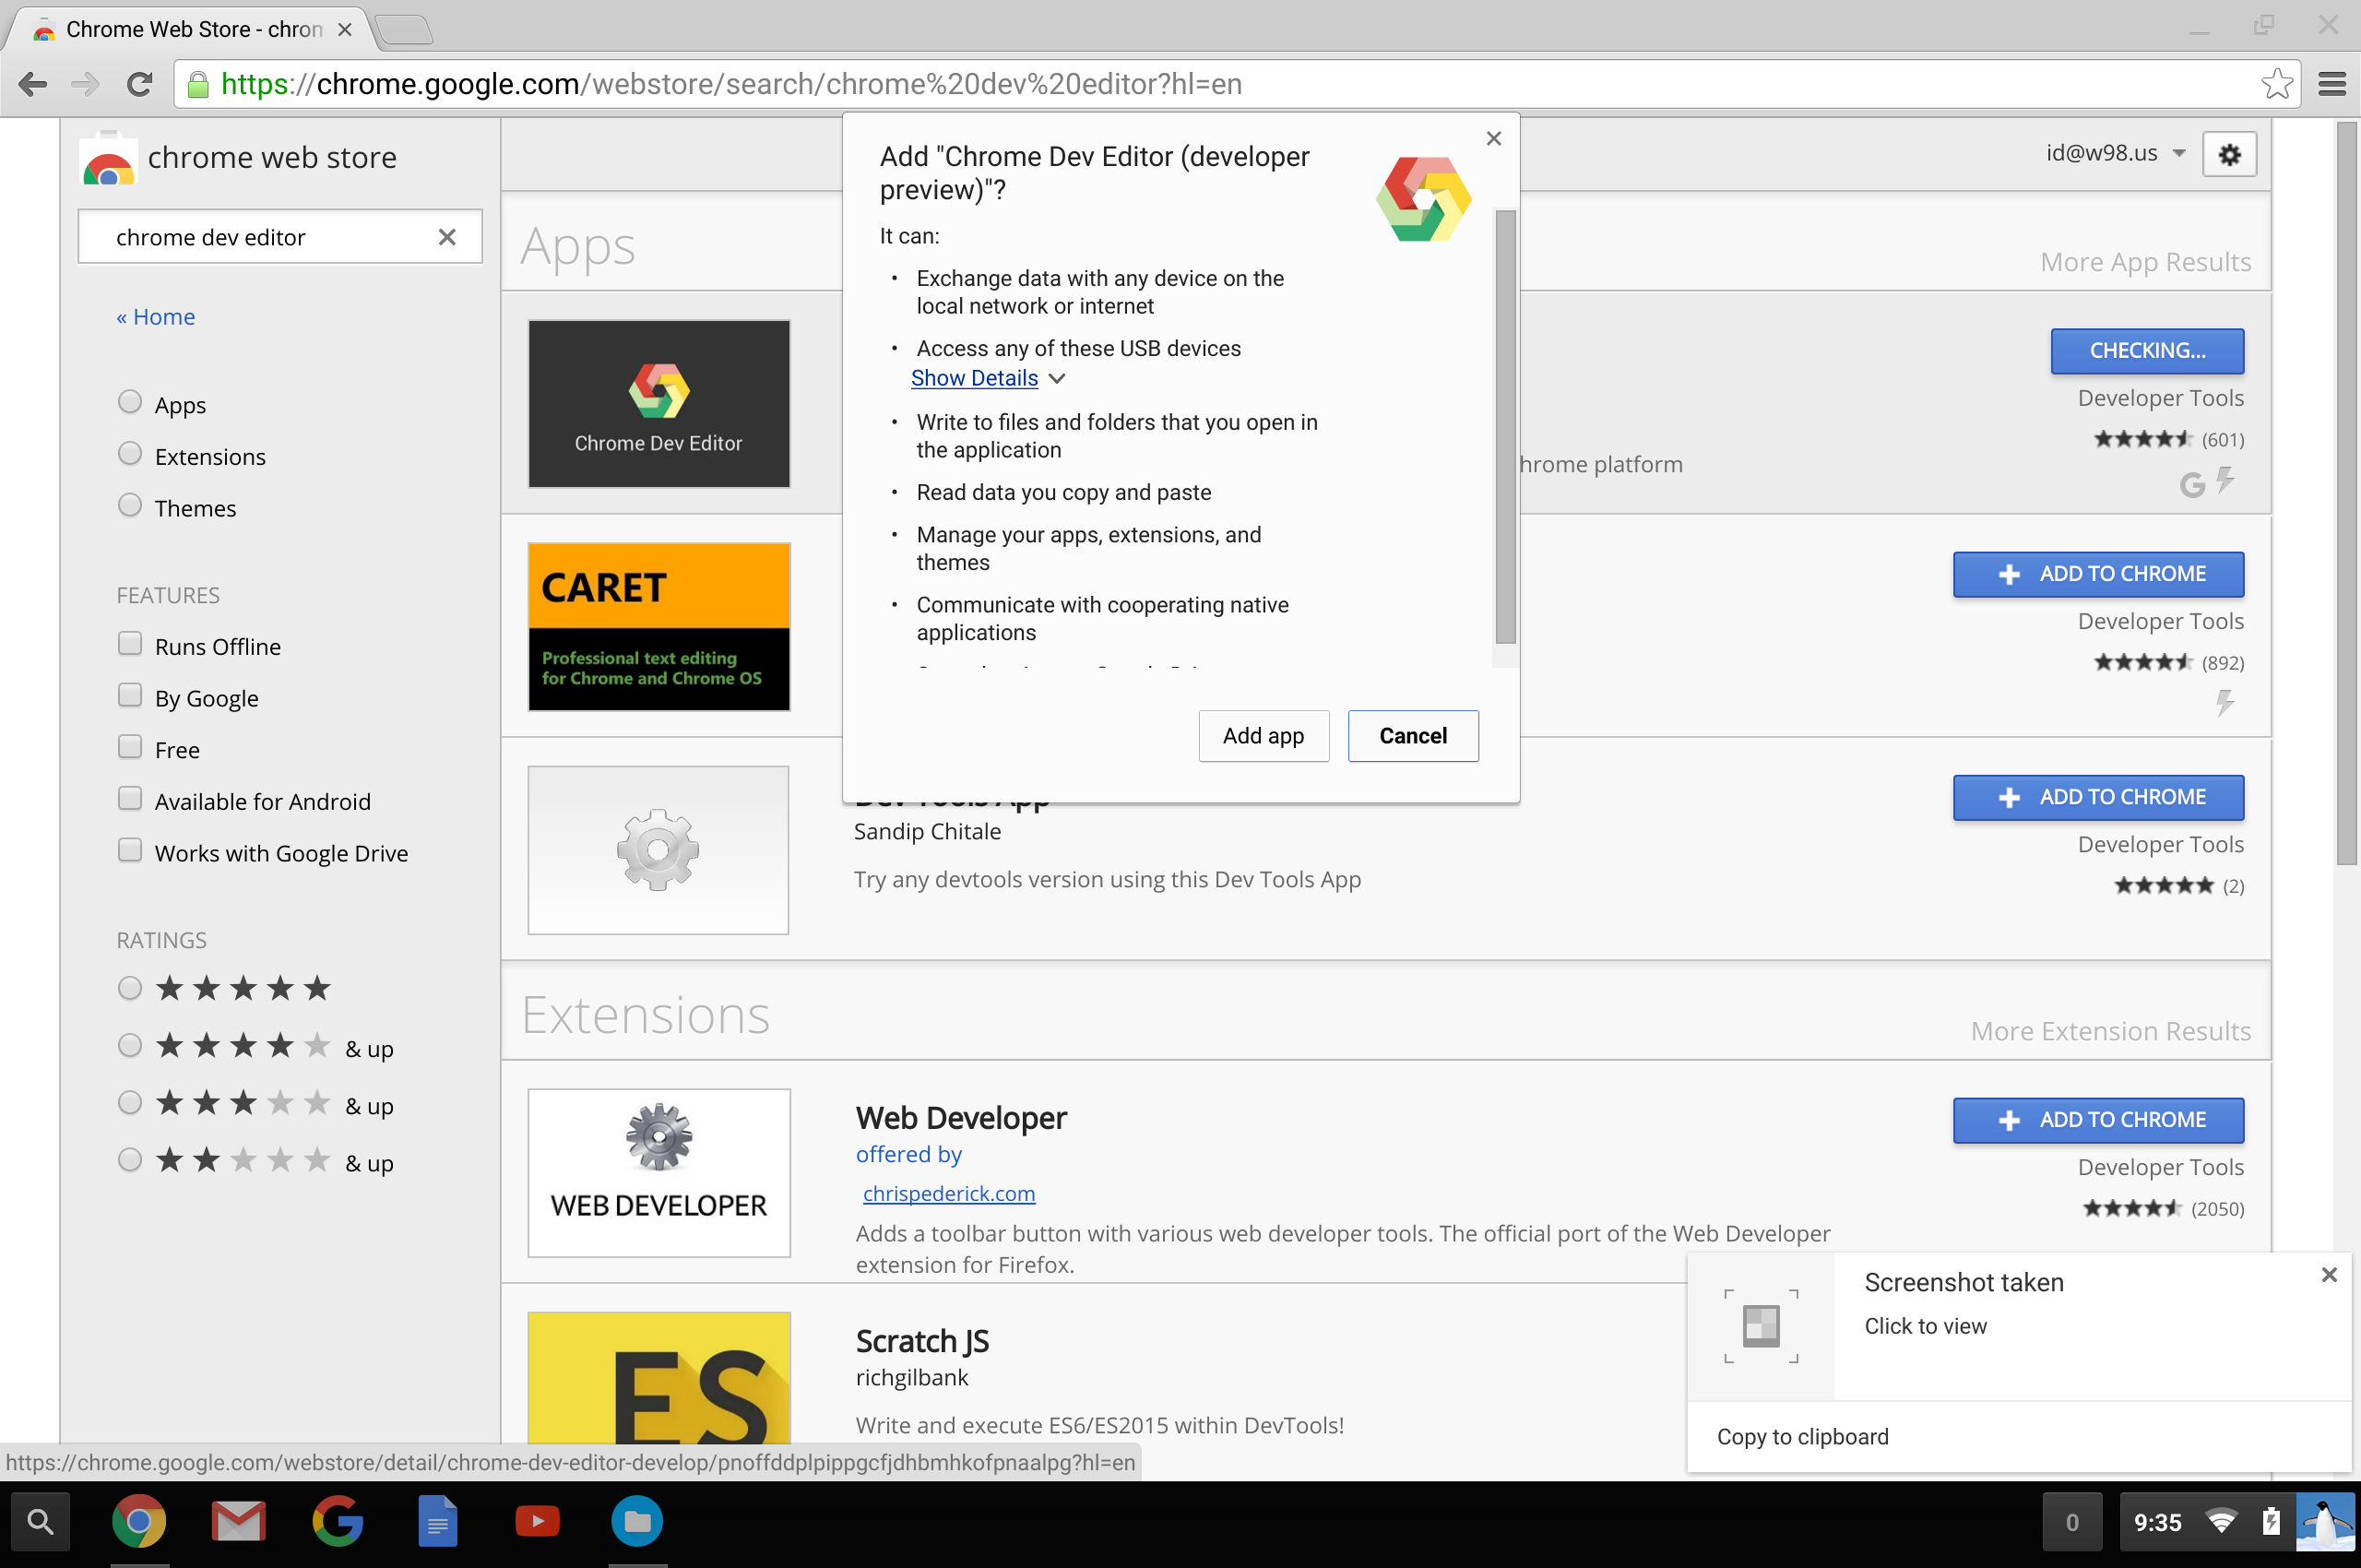 Chrome Web Store - chrom
https://chrome.google.com/webstore/search/chrome%20dev%20editor?hl=en
chrome web store
id@w98.us
chrome dev editor
« Home
Apps
Extensions
Themes
FEATURES
Runs Offline
By Google
Free
Available for Android
Works with Google Drive
RATINGS
& up
& up
& up
Add "Chrome Dev Editor (developer
preview)"?
It can:
• Exchange data with any device on the
local network or internet
• Access any of these USB devices
Show Details
• Write to files and folders that you open in
the application
• Read data you copy and paste
• Manage your apps, extensions, and
themes
• Communicate with cooperating native
applications
Add app
Cancel
Apps
More App Results
Chrome Dev Editor
hrome platform
CHECKING...
Developer Tools
(601)
CARET
Professional text editing
for Chrome and Chrome OS
ADD TO CHROME
Developer Tools
(892)
Dev Tools App
Sandip Chitale
Try any devtools version using this Dev Tools App
ADD TO CHROME
Developer Tools
(2)
Extensions
More Extension Results
WEB DEVELOPER
Web Developer
offered by
chrispederick.com
Adds a toolbar button with various web developer tools. The official port of the Web Developer
extension for Firefox.
ADD TO CHROME
Developer Tools
(2050)
ES
Scratch JS
richgilbank
Write and execute ES6/ES2015 within DevTools!
Screenshot taken
Click to view
Copy to clipboard
https://chrome.google.com/webstore/detail/chrome-dev-editor-develop/pnoffddplpippgcfjdhbmhkofpnaalpg?hl=en
0
9:35